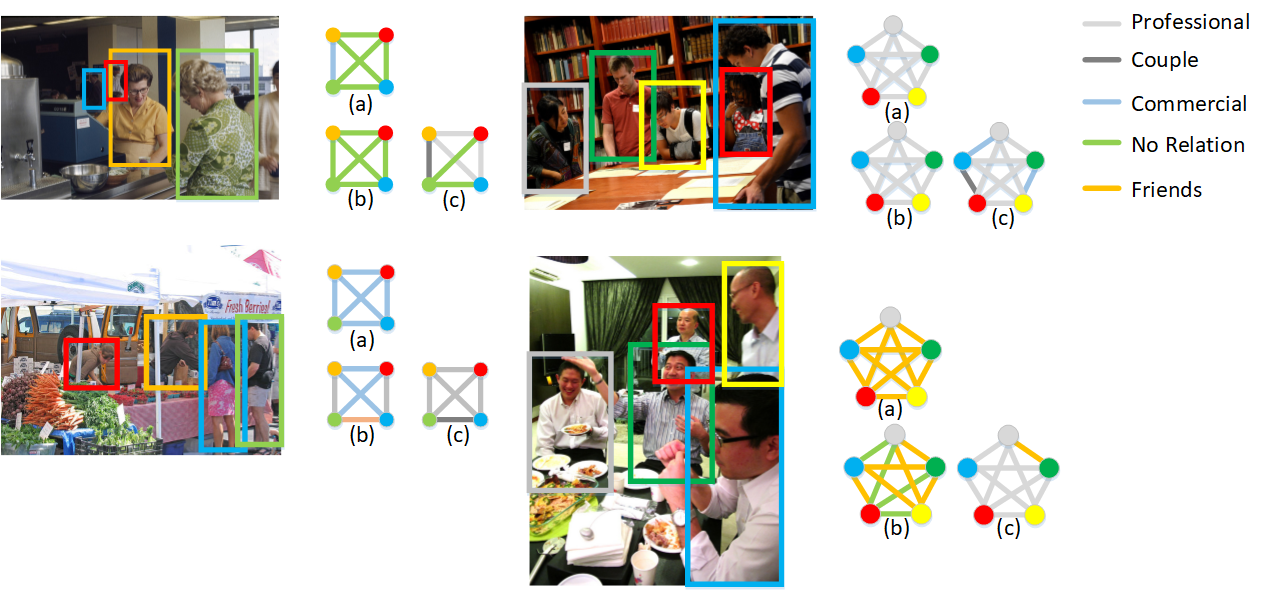 (a)
(b)
(c)
(a)
(b)
(c)
Professional
Couple
Commercial
No Relation
Friends
Fresh Berries!
(a)
(b)
(c)
(a)
(b)
(c)